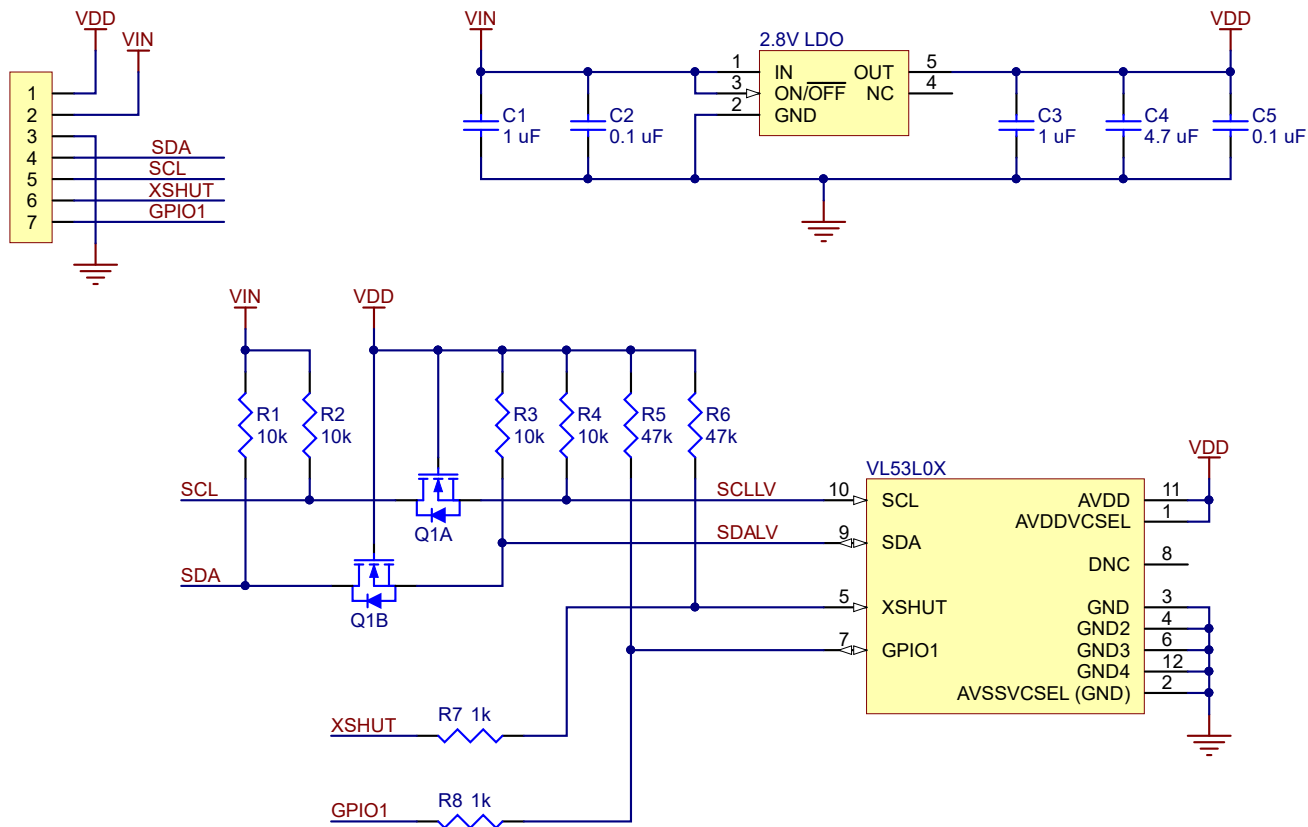 VDD
VIN
1
2
3
4
5
6
7
SDA
SCL
XSHUT
GPIO1
VIN
VDD
2.8V LDO
1
3
2
IN
ON/OFF
GND
OUT
NC
5
4
C1
1 uF
C2
0.1 uF
C3
1 uF
C4
4.7 uF
C5
0.1 uF
VIN
VDD
R1
10k
R2
10k
R3
10k
R4
10k
R5
47k
R6
47k
SCL
Q1A
SCLLV
SDALV
SDA
Q1B
VL53L0X
10
9
5
7
SCL
SDA
XSHUT
GPIO1
AVDD
AVDDVCSEL
DNC
GND
GND2
GND3
GND4
AVSSVCSEL (GND)
11
1
8
3
4
6
12
2
VDD
XSHUT
R7 1k
GPIO1
R8 1k